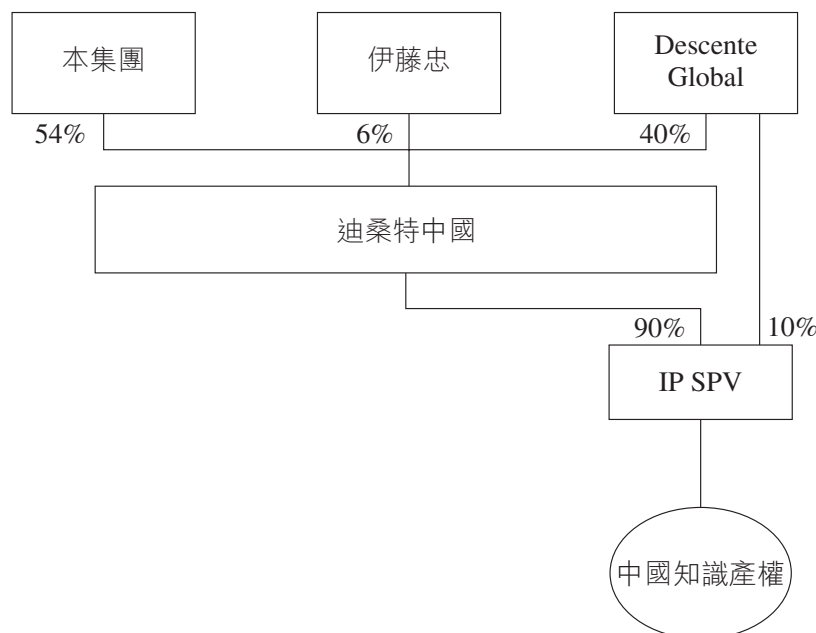 本集團
伊藤忠
Descente
Global
54%
6%
40%
迪桑特中國
90%
10%
IP SPV
中國知識產權